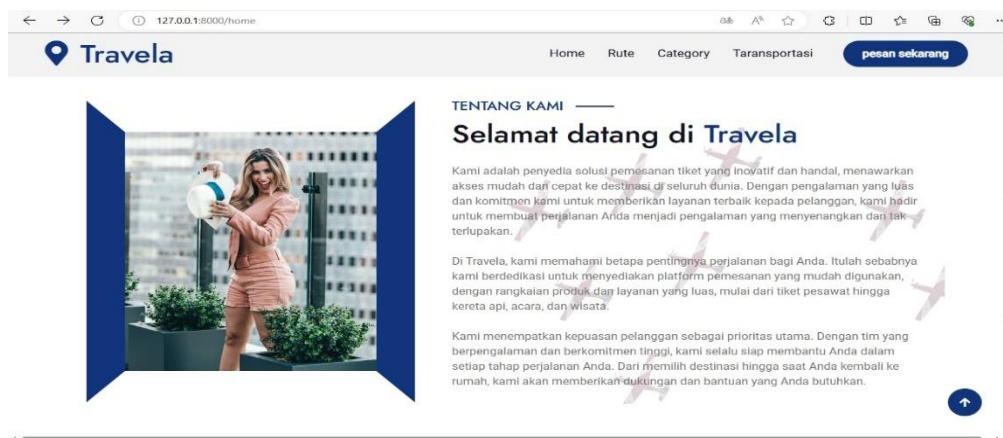 127.0.0.1:8000/home
Travela
Home Rute Category Taransportasi pesan sekarang
TENTANG KAMI
Selamat datang di Travela
Kami adalah penyedia solusi pemesanan tiket yang inovatif dan handal, menawarkan
akses mudah dan cepat ke destinasi di seluruh dunia. Dengan pengalaman yang luas
dan komitmen kami untuk memberikan layanan terbaik kepada pelanggan, kami hadir
untuk membuat perjalanan Anda menjadi pengalaman yang menyenangkan dan tak
terlupakan.
Di Travela, kami memahami betapa pentingnya perjalanan bagi Anda. Itulah sebabnya
kami berdedikasi untuk menyediakan platform pemesanan yang mudah digunakan,
dengan rangkaian produk dan layanan yang luas, mulai dari tiket pesawat hingga
kereta api, acara, dan wisata.
Kami menempatkan kepuasan pelanggan sebagai prioritas utama. Dengan tim yang
berpengalaman dan berkomitmen tinggi, kami selalu siap membantu Anda dalam
setiap tahap perjalanan Anda. Dari memilih destinasi hingga saat Anda kembali ke
rumah, kami akan memberikan dukungan dan bantuan yang Anda butuhkan.